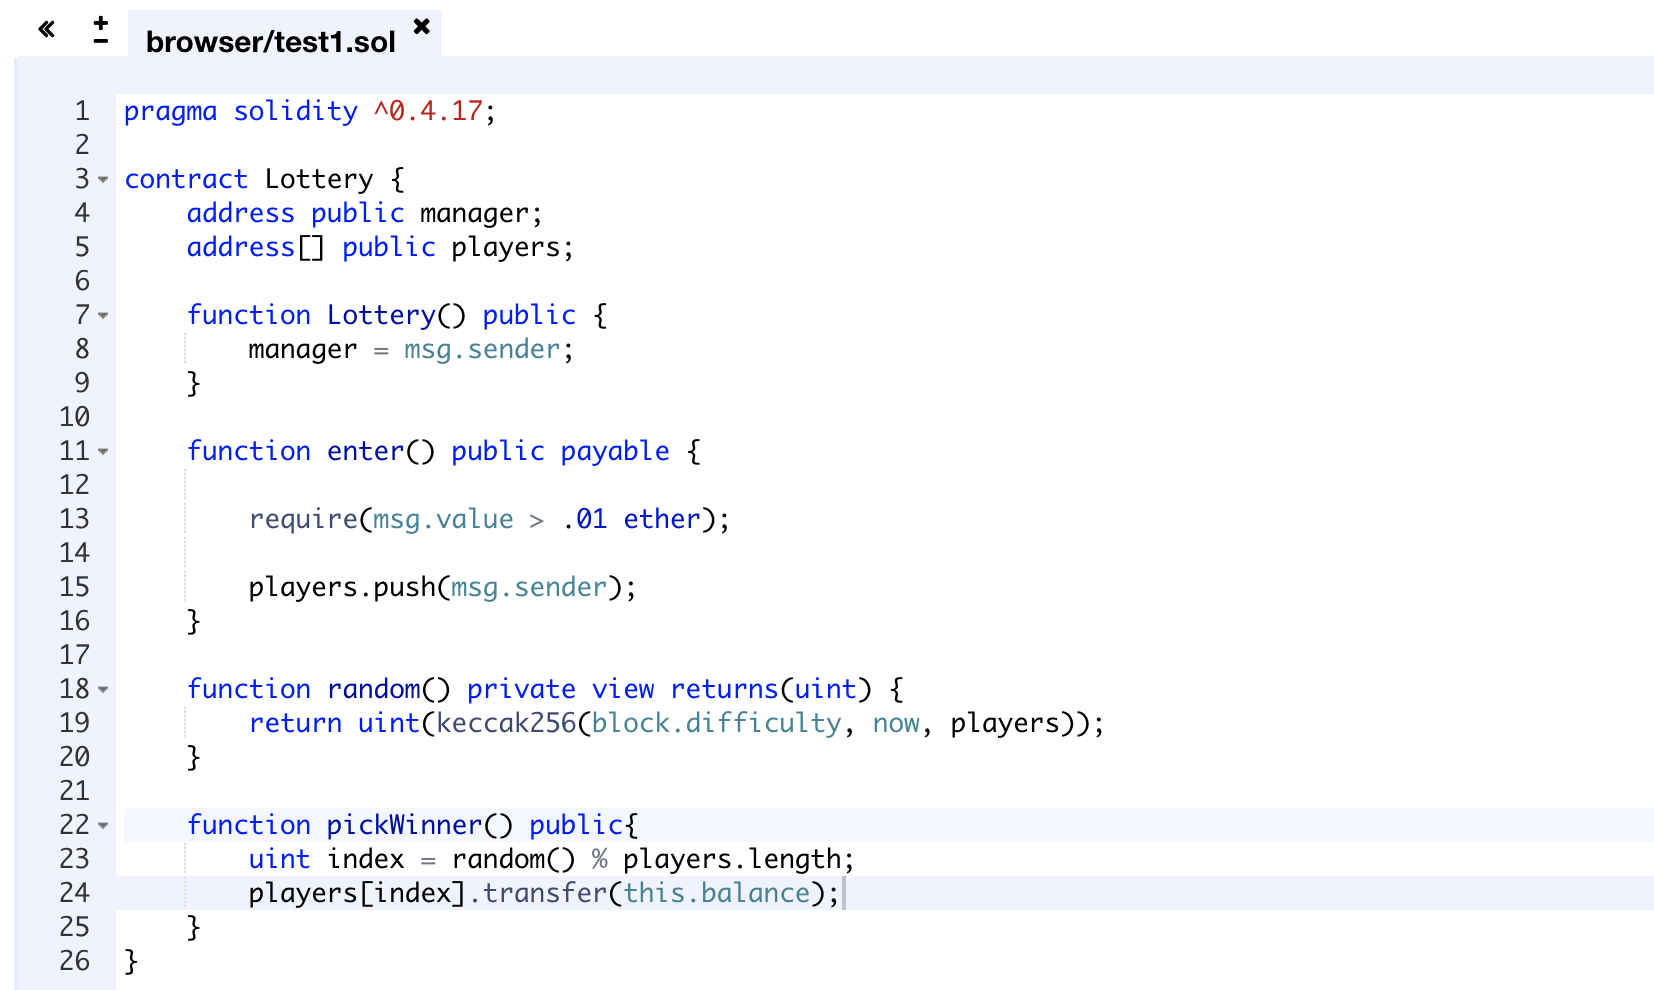 « ± browser/test1.sol ✖
1 pragma solidity ^0.4.17;
2
3 contract Lottery {
4     address public manager;
5     address[] public players;
6
7     function Lottery() public {
8         manager = msg.sender;
9     }
10
11     function enter() public payable {
12
13         require(msg.value > .01 ether);
14
15         players.push(msg.sender);
16     }
17
18     function random() private view returns(uint) {
19         return uint(keccak256(block.difficulty, now, players));
20     }
21
22     function pickWinner() public{
23         uint index = random() % players.length;
24         players[index].transfer(this.balance);
25     }
26 }